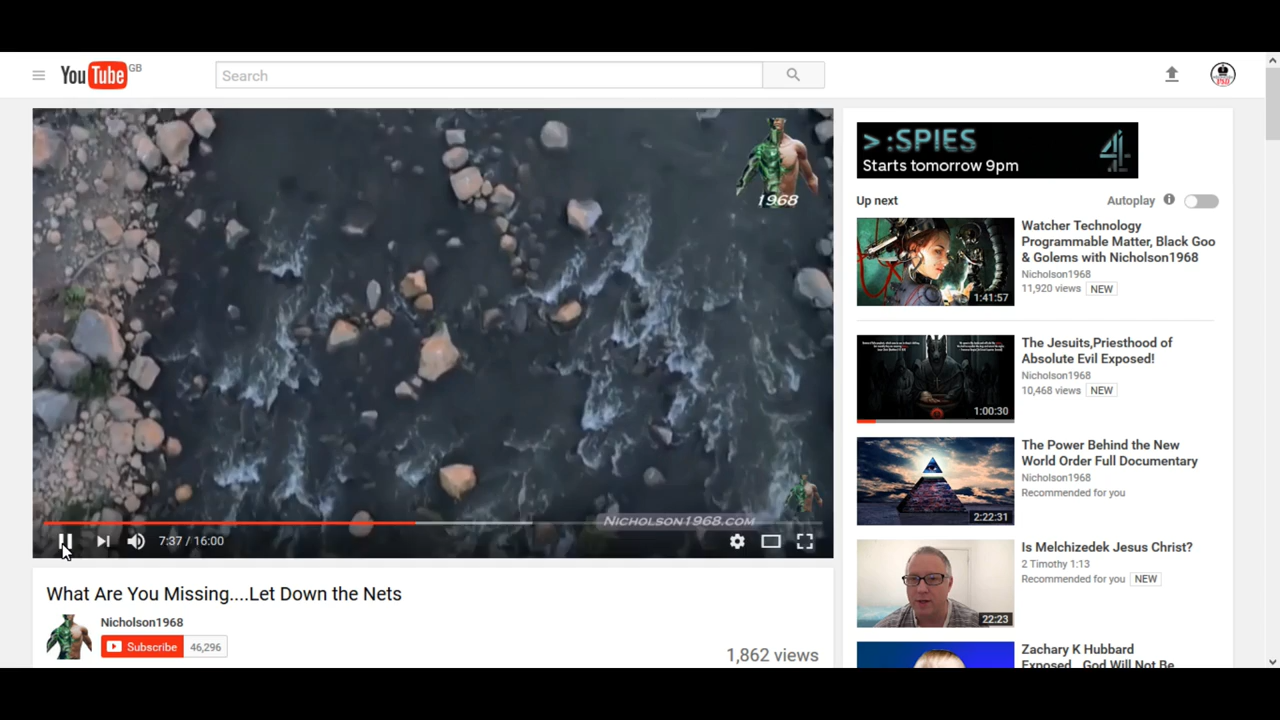 YouTube GB
Search
1968
NICHOLSON1968.COM
7:37 / 16:00
What Are You Missing....Let Down the Nets
Nicholson1968
Subscribe 46,296
1,862 views
>:SPIES
Starts tomorrow 9pm
4
Up next
Autoplay
Watcher Technology
Programmable Matter, Black Goo
& Golems with Nicholson1968
Nicholson1968
11,920 views NEW
1:41:57
The Jesuits,Priesthood of
Absolute Evil Exposed!
Nicholson1968
10,468 views NEW
1:00:30
The Power Behind the New
World Order Full Documentary
Nicholson1968
Recommended for you
2:22:31
Is Melchizedek Jesus Christ?
2 Timothy 1:13
Recommended for you NEW
22:23
Zachary K Hubbard
Exposed...God Will Not Be